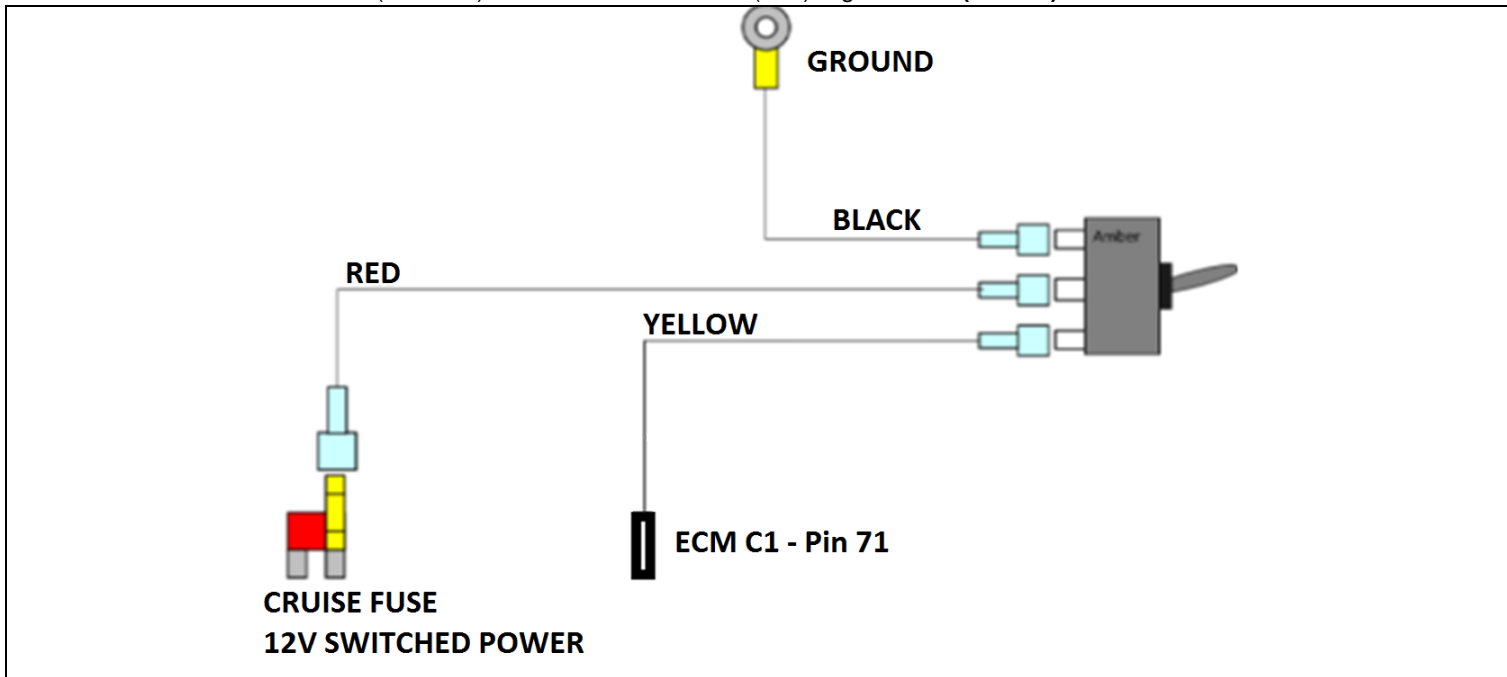 GROUND
BLACK
Amber
RED
YELLOW
ECM C1 - Pin 71
CRUISE FUSE
12V SWITCHED POWER